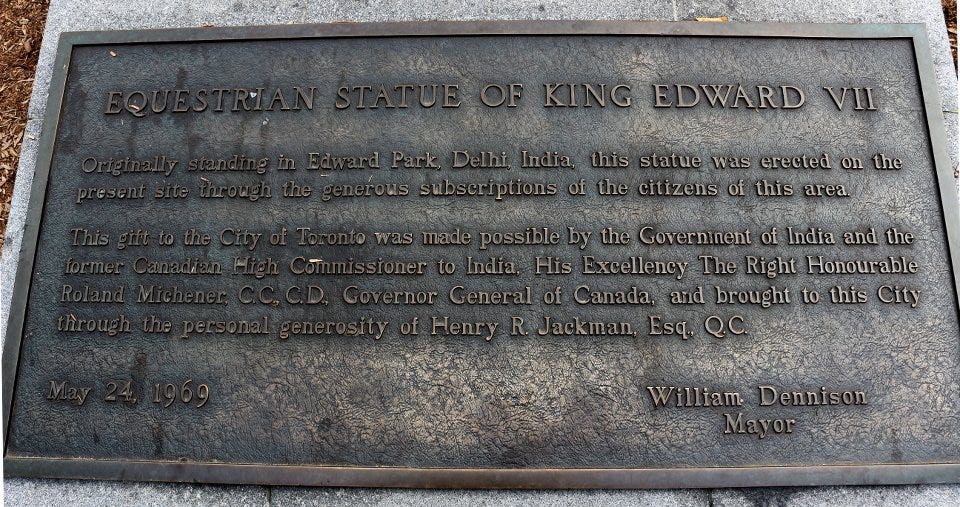 EQUESTRIAN STATUE OF KING EDWARD VII
Originally standing in Edward Park, Delhi, India, this statue was erected on the
present site through the generous subscriptions of the citizens of this area.
This gift to the City of Toronto was made possible by the Government of India and the
former Canadian High Commissioner to India, His Excellency The Right Honourable
Roland Michener, C.C., C.D., Governor General of Canada, and brought to this City
through the personal generosity of Henry R. Jackman, Esq., Q.C.
May 24, 1969
William Dennison
Mayor